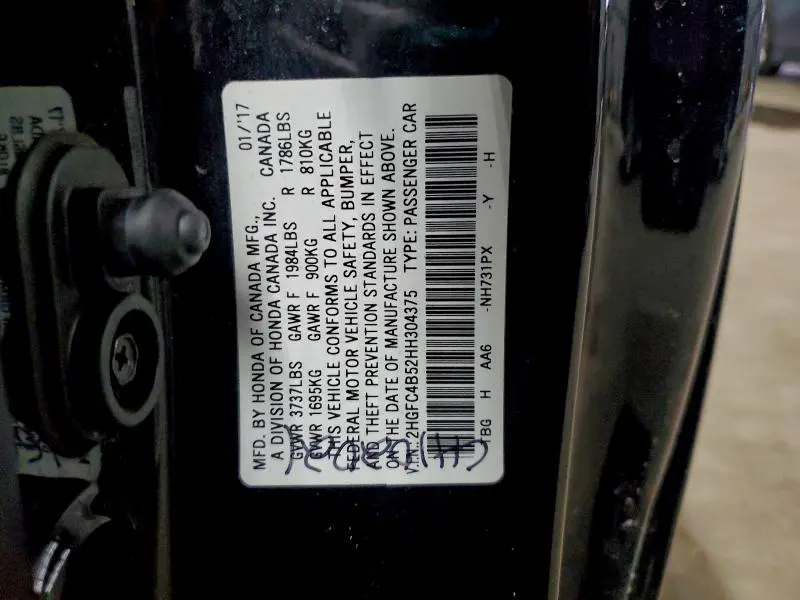 MFD. BY HONDA OF CANADA MFG., 01/'17
A DIVISION OF HONDA CANADA INC. CANADA
GVWR 3737LBS GAWR F 1984LBS R 1786LBS
GVWR 1695KG GAWR F 900KG R 810KG
THIS VEHICLE CONFORMS TO ALL APPLICABLE
FEDERAL MOTOR VEHICLE SAFETY, BUMPER,
AND THEFT PREVENTION STANDARDS IN EFFECT
ON THE DATE OF MANUFACTURE SHOWN ABOVE.
V.I.N.: 2HGFC4B52HH304375 TYPE: PASSENGER CAR
TBG H AA6 -NH731PX -Y -H